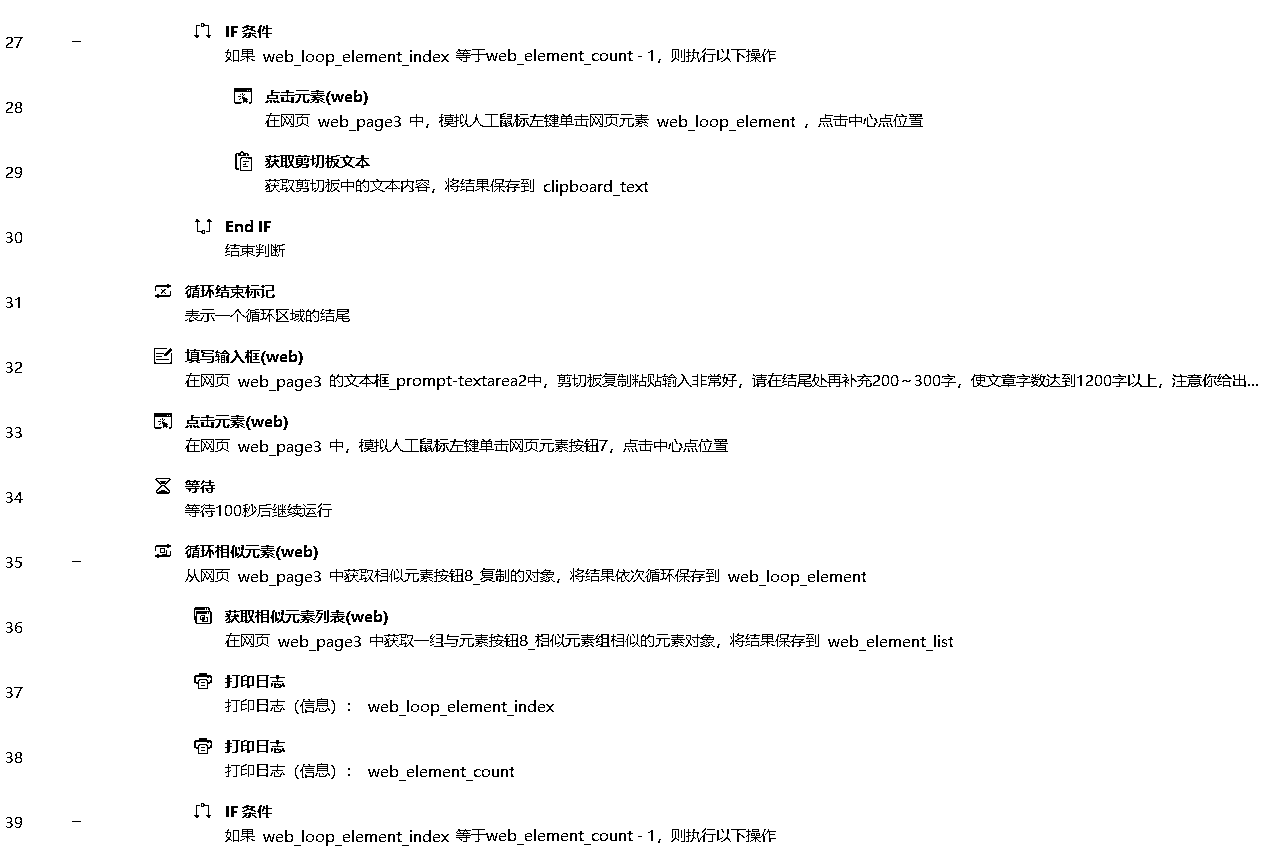 27 － IF 条件
如果 web_loop_element_index 等于web_element_count - 1，则执行以下操作
28 点击元素(web)
在网页 web_page3 中，模拟人工鼠标左键单击网页元素 web_loop_element ，点击中心点位置
29 获取剪切板文本
获取剪切板中的文本内容，将结果保存到 clipboard_text
30 End IF
结束判断
31 循环结束标记
表示一个循环区域的结尾
32 填写输入框(web)
在网页 web_page3 的文本框_prompt-textarea2中，剪切板复制粘贴输入非常好，请在结尾处再补充200～300字，使文章字数达到1200字以上，注意你给出...
33 点击元素(web)
在网页 web_page3 中，模拟人工鼠标左键单击网页元素按钮7，点击中心点位置
34 等待
等待100秒后继续运行
35 － 循环相似元素(web)
从网页 web_page3 中获取相似元素按钮8_复制的对象，将结果依次循环保存到 web_loop_element
36 获取相似元素列表(web)
在网页 web_page3 中获取一组与元素按钮8_相似元素组相似的元素对象，将结果保存到 web_element_list
37 打印日志
打印日志（信息）： web_loop_element_index
38 打印日志
打印日志（信息）： web_element_count
39 － IF 条件
如果 web_loop_element_index 等于web_element_count - 1，则执行以下操作